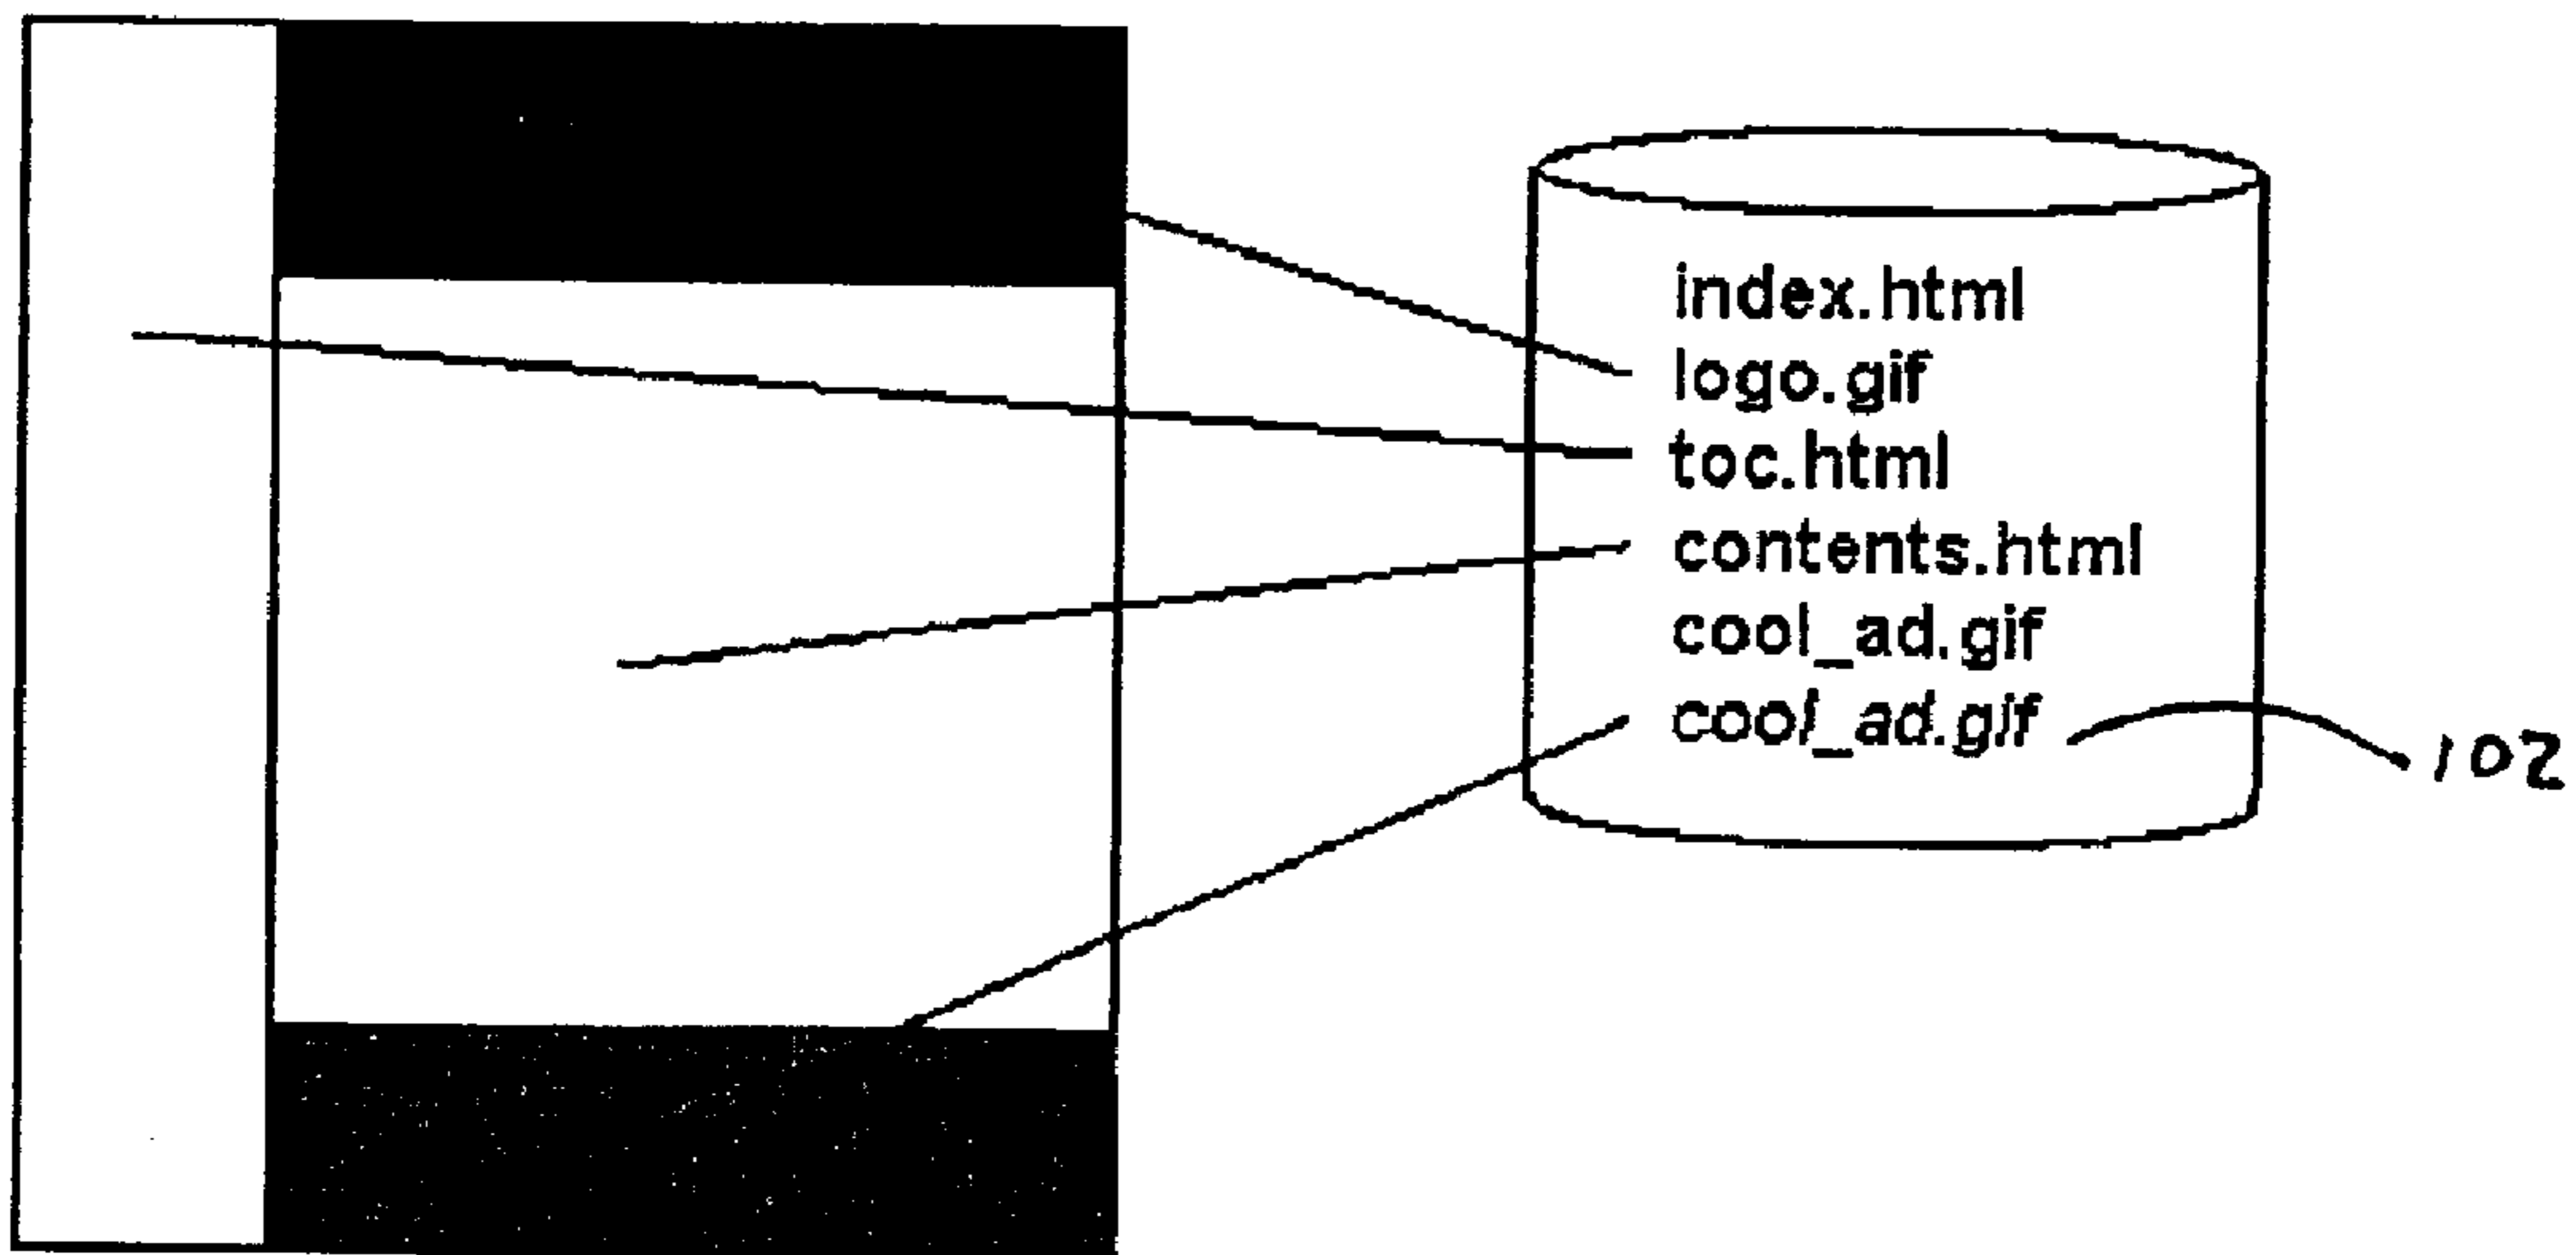 index.html
logo.gif
toc.html
contents.html
cool_ad.gif
cool_ad.gif
102